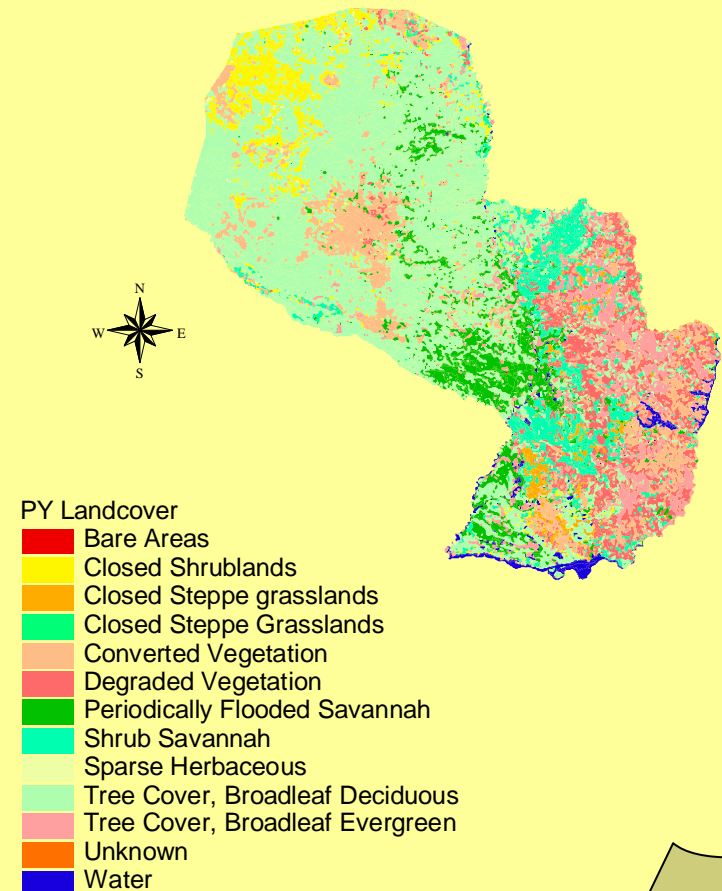 N
W E
S
PY Landcover
Bare Areas
Closed Shrublands
Closed Steppe grasslands
Closed Steppe Grasslands
Converted Vegetation
Degraded Vegetation
Periodically Flooded Savannah
Shrub Savannah
Sparse Herbaceous
Tree Cover, Broadleaf Deciduous
Tree Cover, Broadleaf Evergreen
Unknown
Water